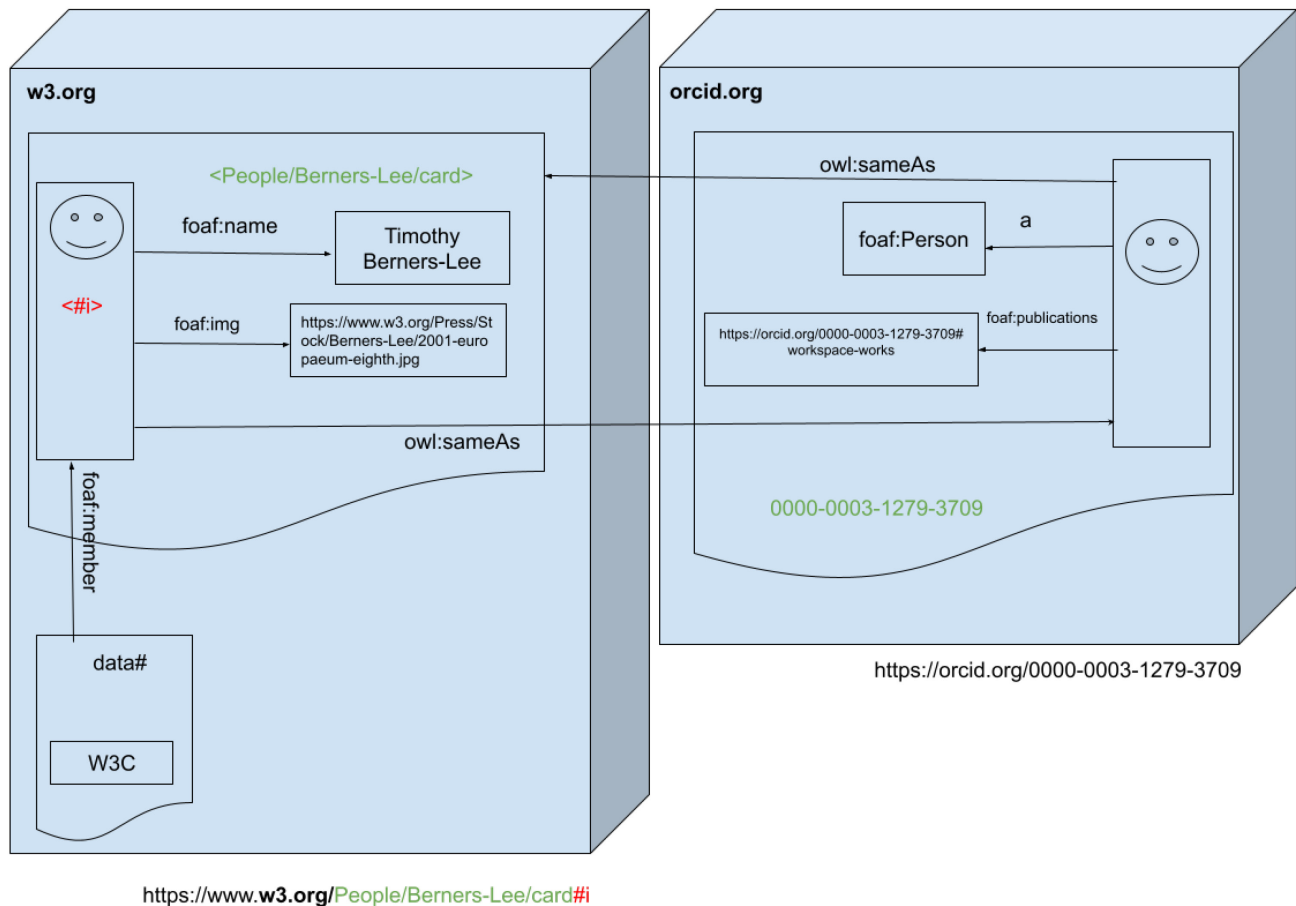 w3.org
<People/Berners-Lee/card>
foaf:name
Timothy
Berners-Lee
<#i>
foaf:img
https://www.w3.org/Press/St
ock/Berners-Lee/2001-euro
paeum-eighth.jpg
owl:sameAs
foaf:member
data#
W3C
https://www.w3.org/People/Berners-Lee/card#i
orcid.org
owl:sameAs
foaf:Person
a
foaf:publications
https://orcid.org/0000-0003-1279-3709#
workspace-works
0000-0003-1279-3709
https://orcid.org/0000-0003-1279-3709